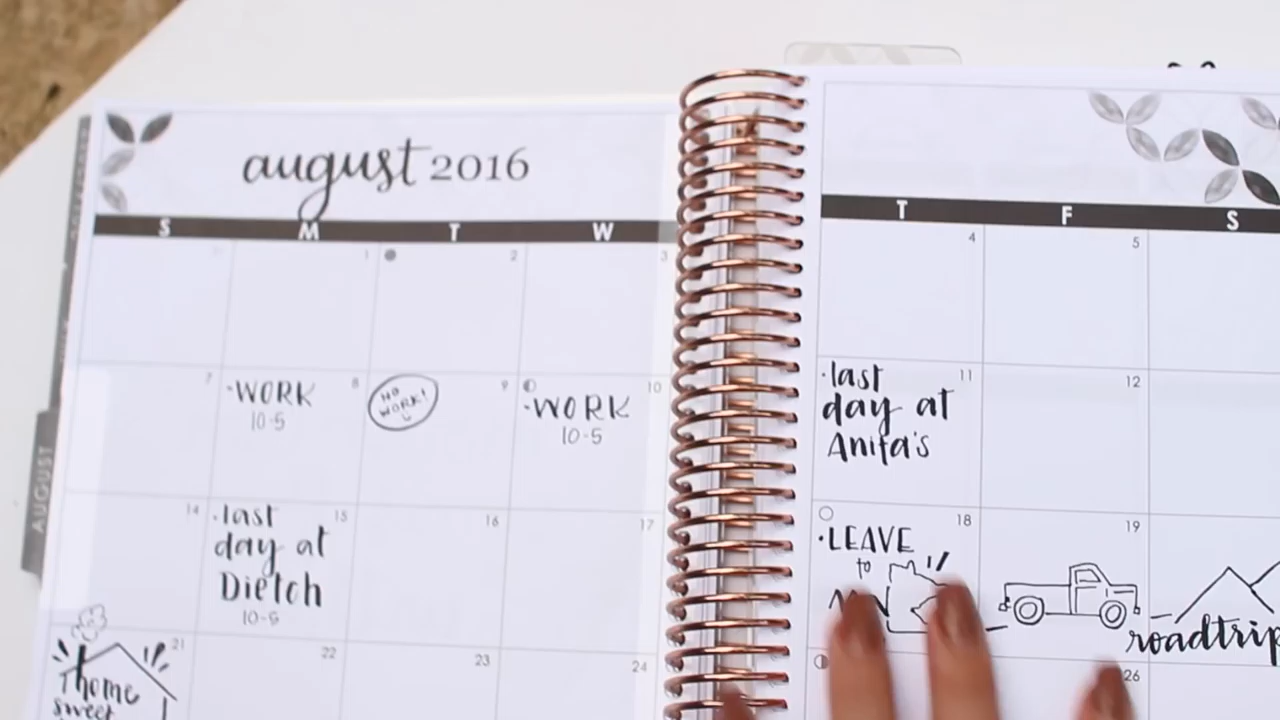 august 2016
S M T W T F S
1 2 3 4 5
7 8 9 10 11 12
·WORK
10-5
NO
WORK!
·WORK
10-5
·last
day at
Anita's
14 15 16 17 18 19
·last
day at
Dietch
10-5
·LEAVE
to
roadtrip
21 22 23 24 26
home
sweet
AUGUST